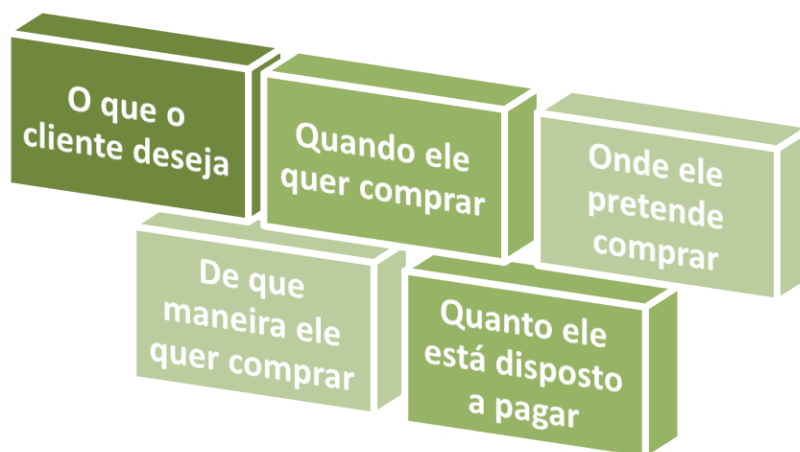 O que o
cliente deseja
Quando ele
quer comprar
Onde ele
pretende
comprar
De que
maneira ele
quer comprar
Quanto ele
está disposto
a pagar